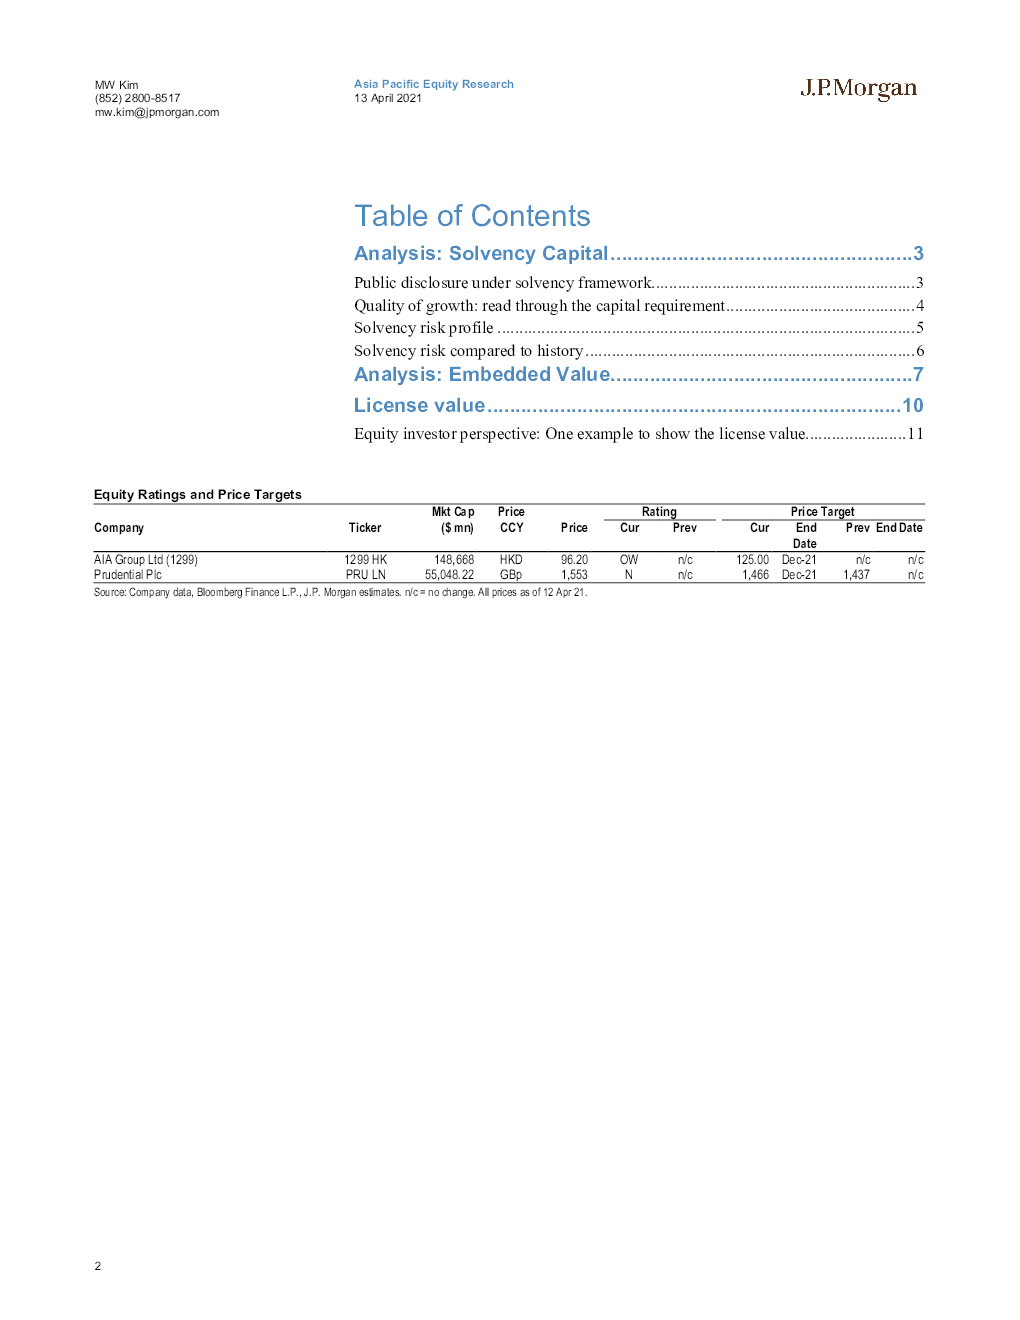 MW Kim
(852) 2800-8517
mw.kim@jpmorgan.com
Asia Pacific Equity Research
13 April 2021
J.P.Morgan
Table of Contents
Analysis: Solvency Capital......................................................3
Public disclosure under solvency framework............................................................3
Quality of growth: read through the capital requirement...........................................4
Solvency risk profile ...............................................................................................5
Solvency risk compared to history...........................................................................6
Analysis: Embedded Value......................................................7
License value..........................................................................10
Equity investor perspective: One example to show the license value.......................11
Equity Ratings and Price Targets
Mkt Cap Price Rating Price Target
Company Ticker ($ mn) CCY Price Cur Prev Cur End Date Prev End Date
AIA Group Ltd (1299) 1299 HK 148,668 HKD 96.20 OW n/c 125.00 Dec-21 n/c n/c
Prudential Plc PRU LN 55,048.22 GBp 1,553 N n/c 1,466 Dec-21 1,437 n/c
Source: Company data, Bloomberg Finance L.P., J.P. Morgan estimates. n/c = no change. All prices as of 12 Apr 21.
2